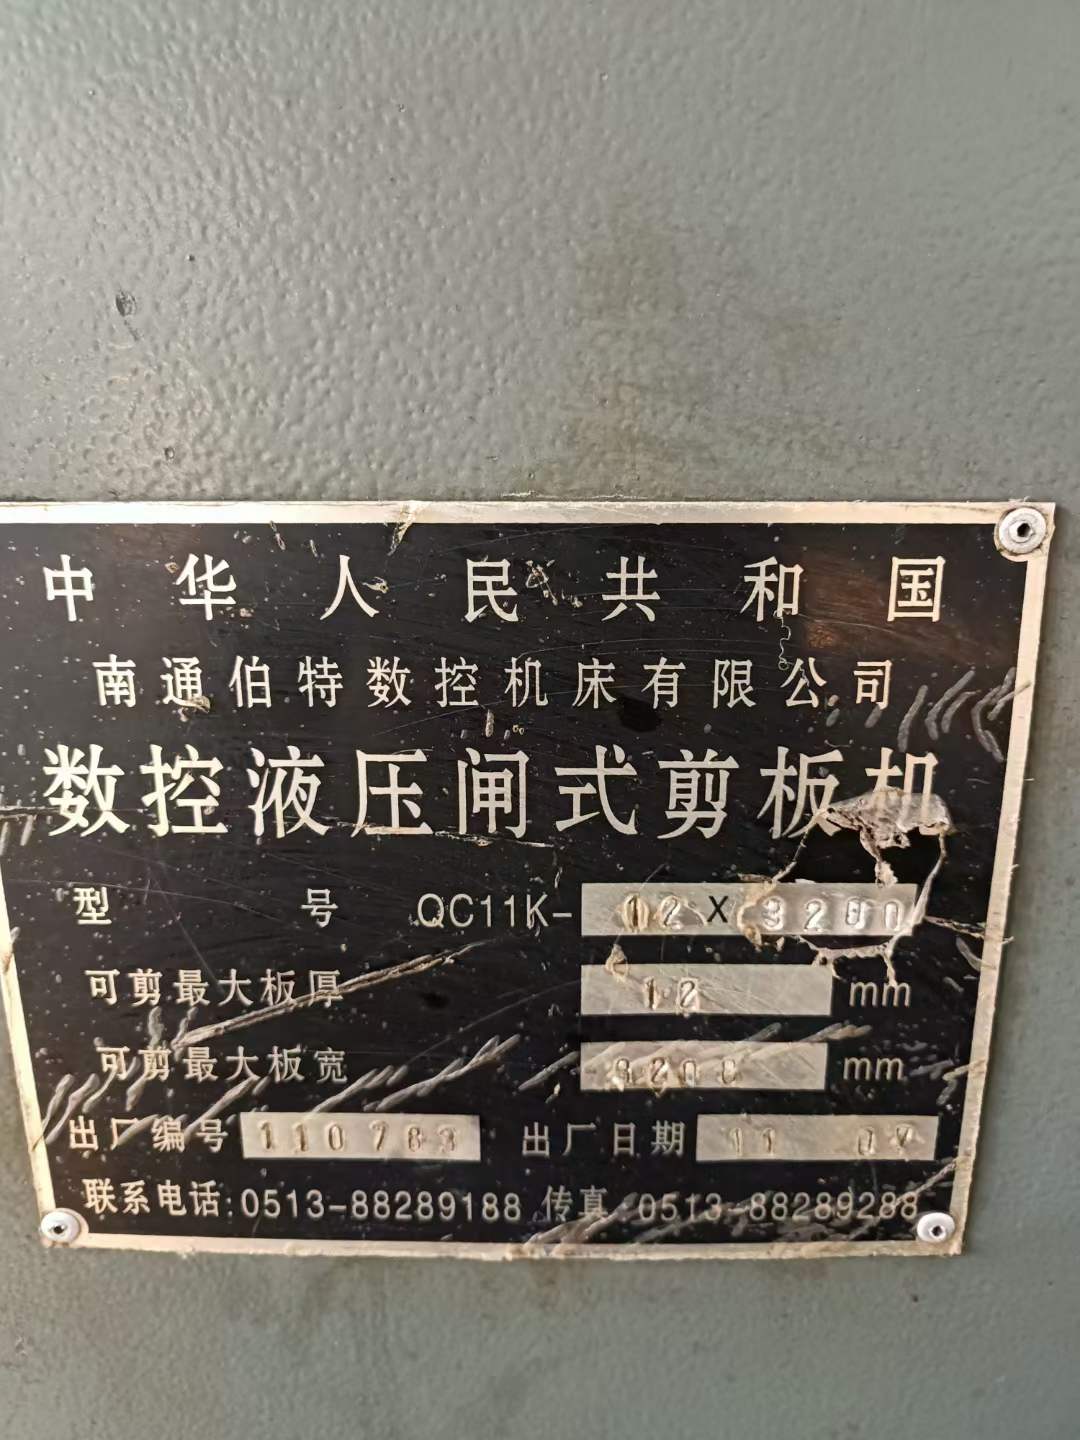 中华人民共和国
南通伯特数控机床有限公司
数控液压闸式剪板机
型 号 QC11K- 12 X 3200
可剪最大板厚 12 mm
可剪最大板宽 3200 mm
出厂编号 110783 出厂日期 11 07
联系电话:0513-88289188 传真:0513-88289288